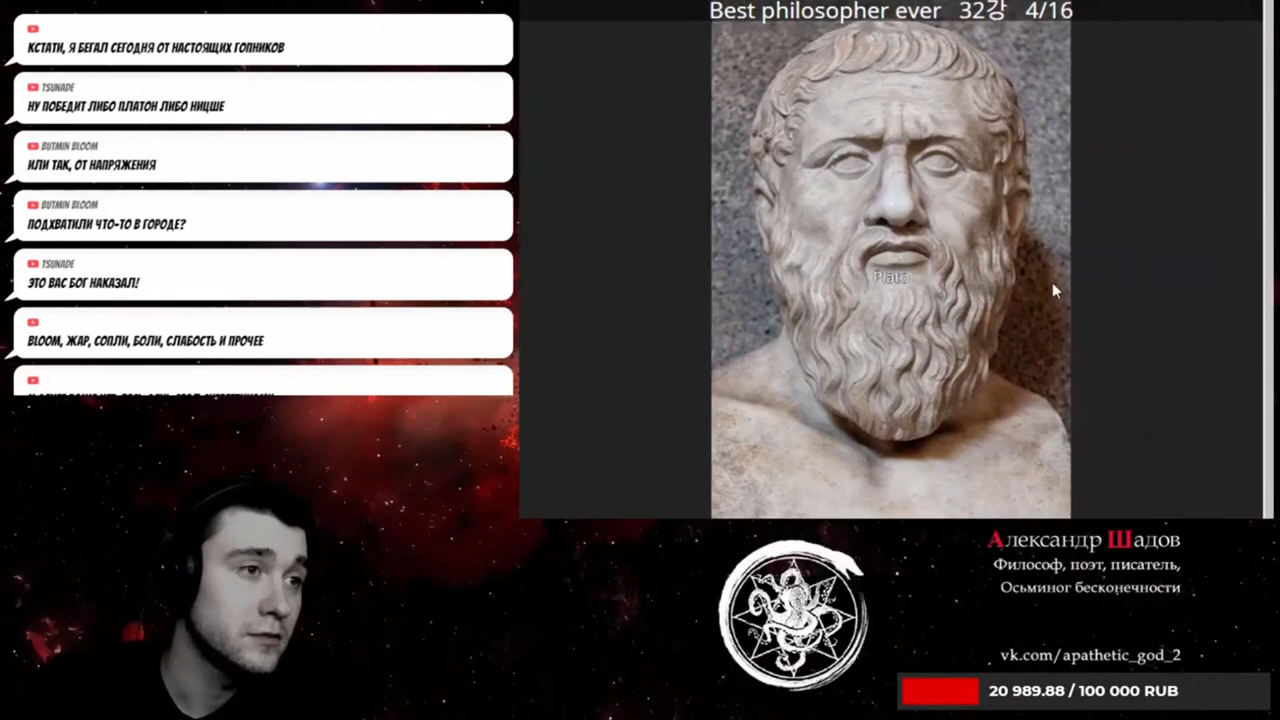 КСТАТИ, Я БЕГАЛ СЕГОДНЯ ОТ НАСТОЯЩИХ ГОПНИКОВ
TSUNADE
НУ ПОБЕДИТ ЛИБО ПЛАТОН ЛИБО НИЦШЕ
BUTMIN BLOOM
ИЛИ ТАК, ОТ НАПРЯЖЕНИЯ
BUTMIN BLOOM
ПОДХВАТИЛИ ЧТО-ТО В ГОРОДЕ?
TSUNADE
ЭТО ВАС БОГ НАКАЗАЛ!
BLOOM, ЖАР, СОПЛИ, БОЛИ, СЛАБОСТЬ И ПРОЧЕЕ
Best philosopher ever 32강 4/16
Plato
Александр Шадов
Философ, поэт, писатель,
Осьминог бесконечности
vk.com/apathetic_god_2
20 989.88 / 100 000 RUB